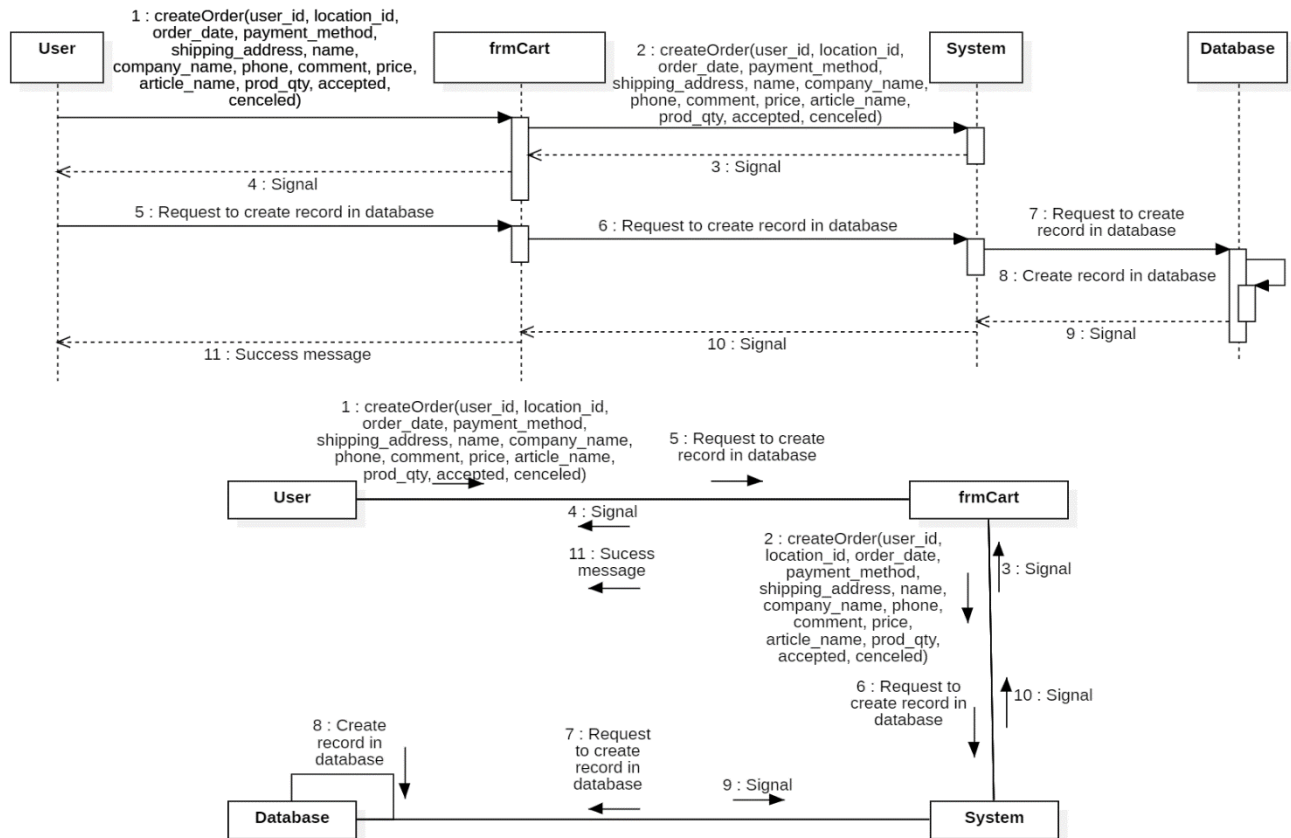 1 : createOrder(user_id, location_id,
order_date, payment_method,
shipping_address, name,
company_name, phone, comment, price,
article_name, prod_qty, accepted,
cenceled)
User
frmCart
2 : createOrder(user_id, location_id,
order_date, payment_method,
shipping_address, name, company_name,
phone, comment, price, article_name,
prod_qty, accepted, cenceled)
System
Database
3 : Signal
4 : Signal
5 : Request to create record in database
6 : Request to create record in database
7 : Request to create
record in database
8 : Create record in database
9 : Signal
10 : Signal
11 : Success message
1 : createOrder(user_id, location_id,
order_date, payment_method,
shipping_address, name, company_name,
phone, comment, price, article_name,
prod_qty, accepted, cenceled)
5 : Request to create
record in database
User
frmCart
4 : Signal
11 : Sucess
message
2 : createOrder(user_id,
location_id, order_date,
payment_method,
shipping_address, name,
company_name, phone,
comment, price,
article_name, prod_qty,
accepted, cenceled)
3 : Signal
6 : Request to
create record in
database
10 : Signal
8 : Create
record in
database
7 : Request
to create
record in
database
9 : Signal
Database
System